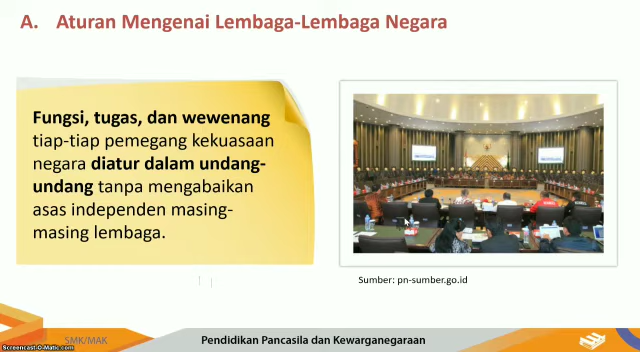 A. Aturan Mengenai Lembaga-Lembaga Negara
Fungsi, tugas, dan wewenang
tiap-tiap pemegang kekuasaan
negara diatur dalam undang-
undang tanpa mengabaikan
asas independen masing-
masing lembaga.
Sumber: pn-sumber.go.id
SMK/MAK
Pendidikan Pancasila dan Kewarganegaraan
Screencast-O-Matic.com